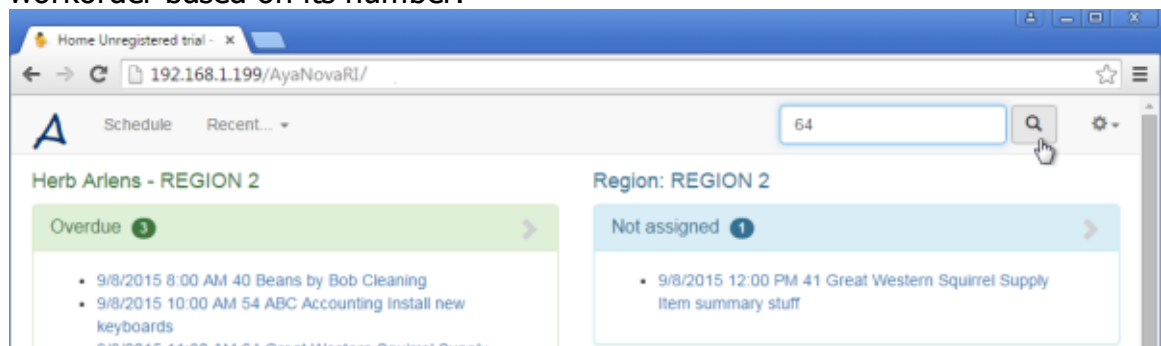 workorder based on its number.
Home Unregistered trial -
192.168.1.199/AyaNovaRI/
Schedule Recent... 64
Herb Arlens - REGION 2
Overdue 3
9/8/2015 8:00 AM 40 Beans by Bob Cleaning
9/8/2015 10:00 AM 54 ABC Accounting Install new
keyboards
Region: REGION 2
Not assigned 1
9/8/2015 12:00 PM 41 Great Western Squirrel Supply
Item summary stuff